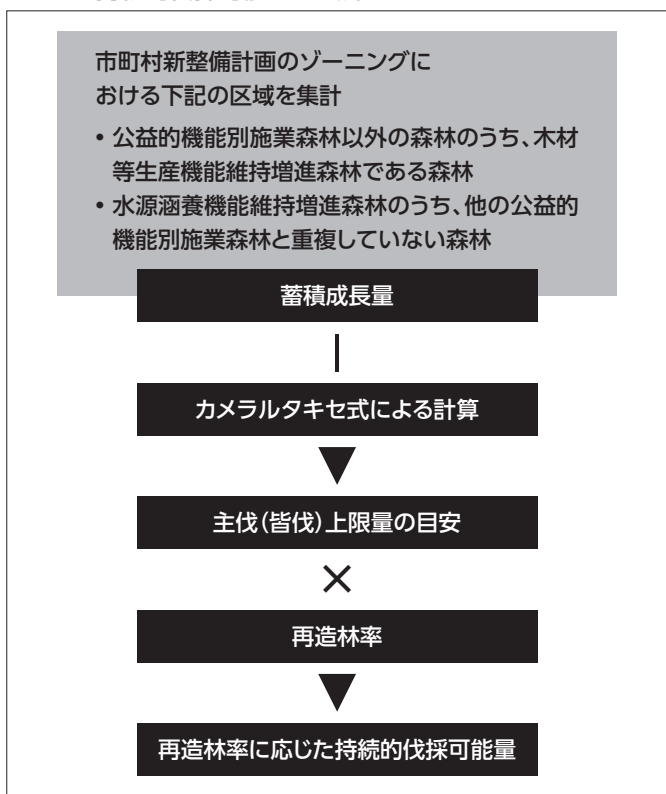 市町村新整備計画のゾーニングに
おける下記の区域を集計
• 公益的機能別施業森林以外の森林のうち、木材
等生産機能維持増進森林である森林
• 水源涵養機能維持増進森林のうち、他の公益的
機能別施業森林と重複していない森林
蓄積成長量
カメラルタキセ式による計算
主伐(皆伐)上限量の目安
×
再造林率
再造林率に応じた持続的伐採可能量